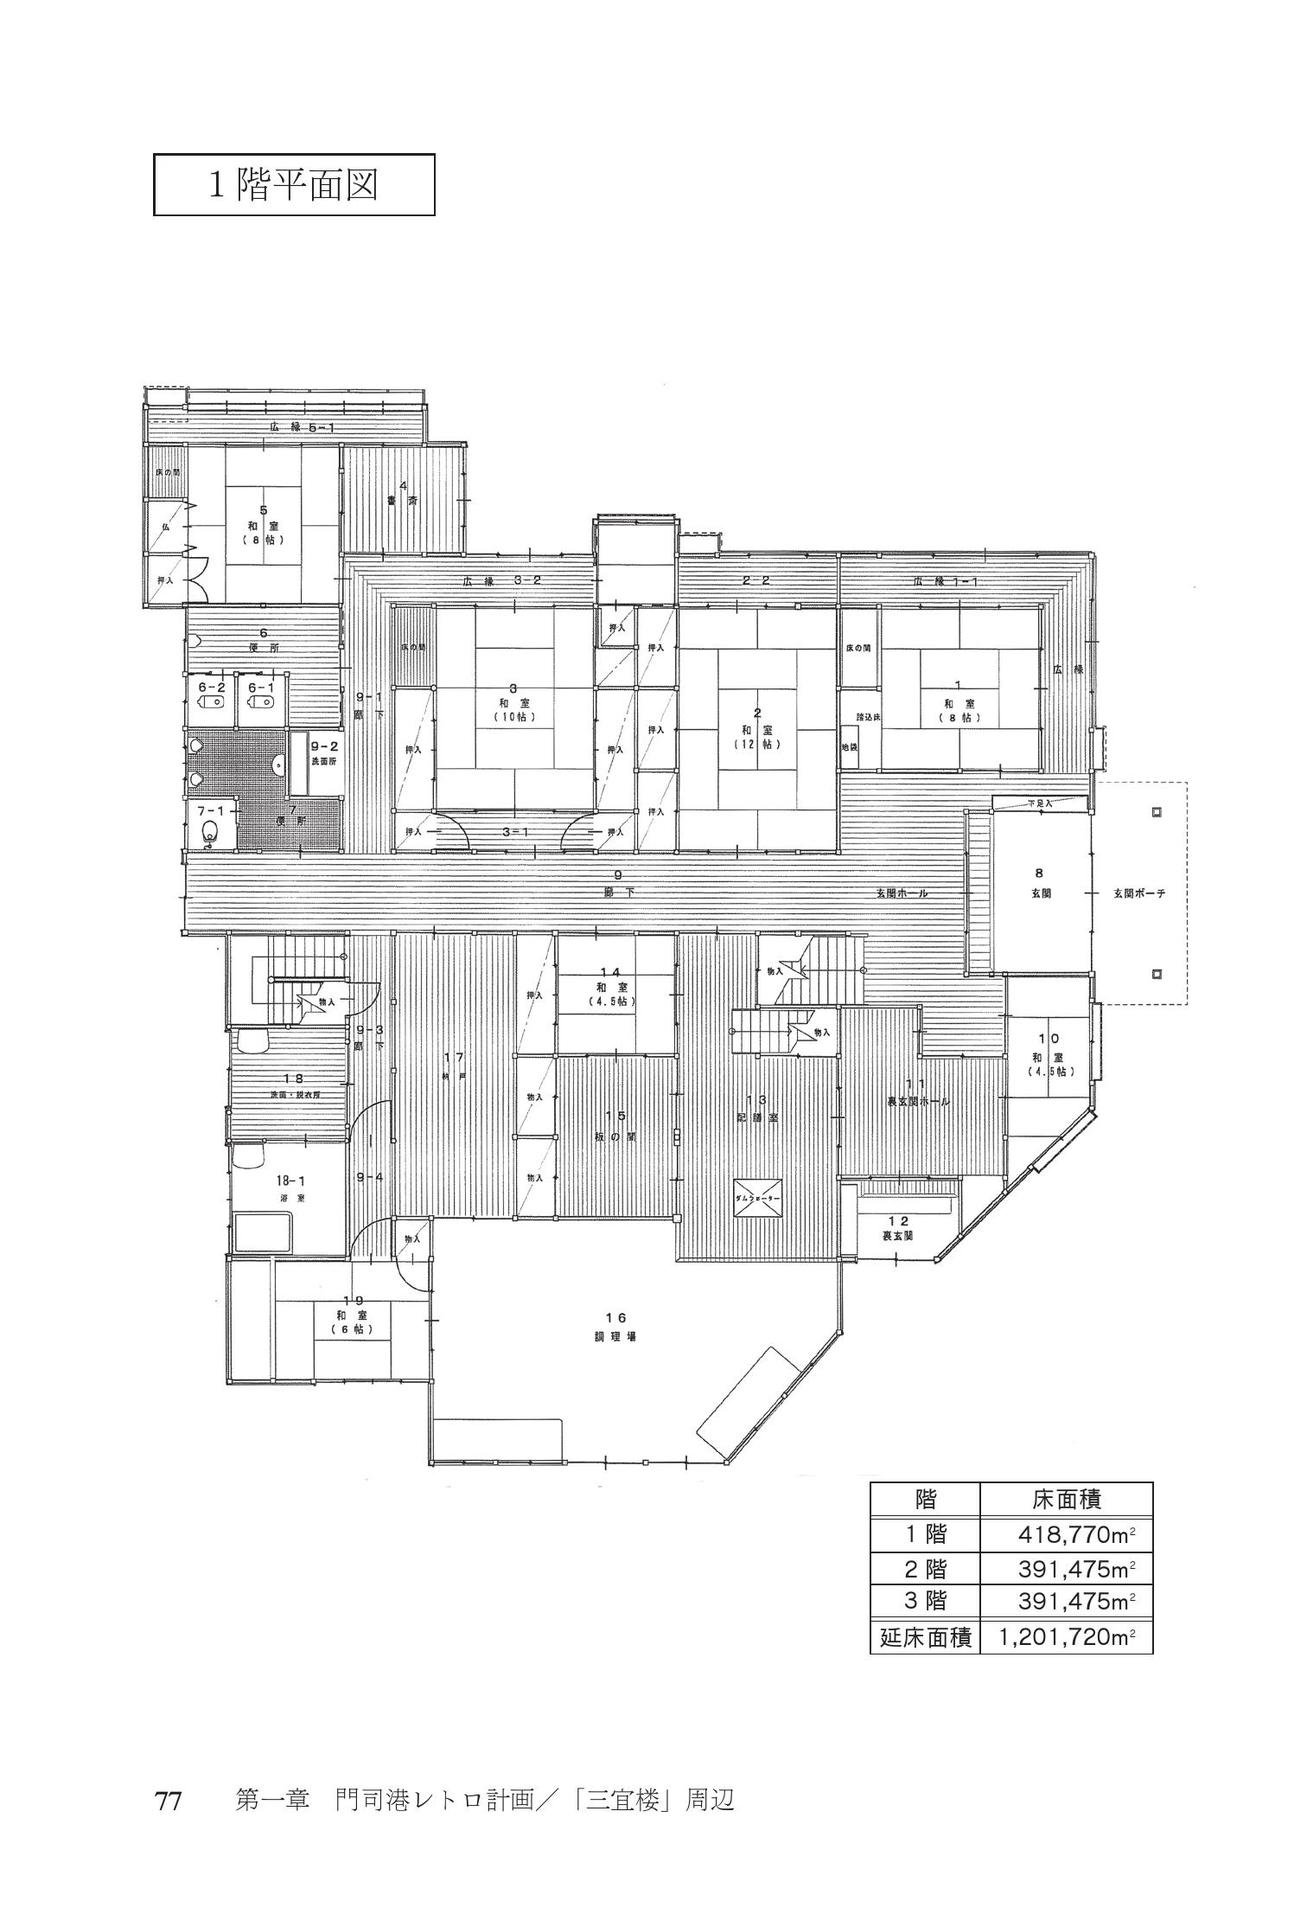 1階平面図
広縁 5-1
床の間
5
和室
(8帖)
仏
押入
4
書斎
広縁 3-2
2-2
広縁 1-1
広縁
6
便所
6-2
6-1
9-1
廊下
9-2
洗面所
7-1
7
便所
床の間
3
和室
(10帖)
押入
押入
押入
押入
押入
押入
押入
3-1
押入
押入
2
和室
(12帖)
床の間
踏込床
地袋
1
和室
(8帖)
下足入
9
廊下
玄関ホール
8
玄関
玄関ポーチ
物入
9-3
廊下
17
納戸
押入
14
和室
(4.5帖)
物入
物入
10
和室
(4.5帖)
18
洗面・脱衣所
物入
15
板の間
13
配膳室
11
裏玄関ホール
18-1
浴室
9-4
物入
ダムウェーター
12
裏玄関
物入
19
和室
(6帖)
16
調理場
階 床面積
1階 418,770m²
2階 391,475m²
3階 391,475m²
延床面積 1,201,720m²
77 第一章 門司港レトロ計画／「三宜楼」周辺